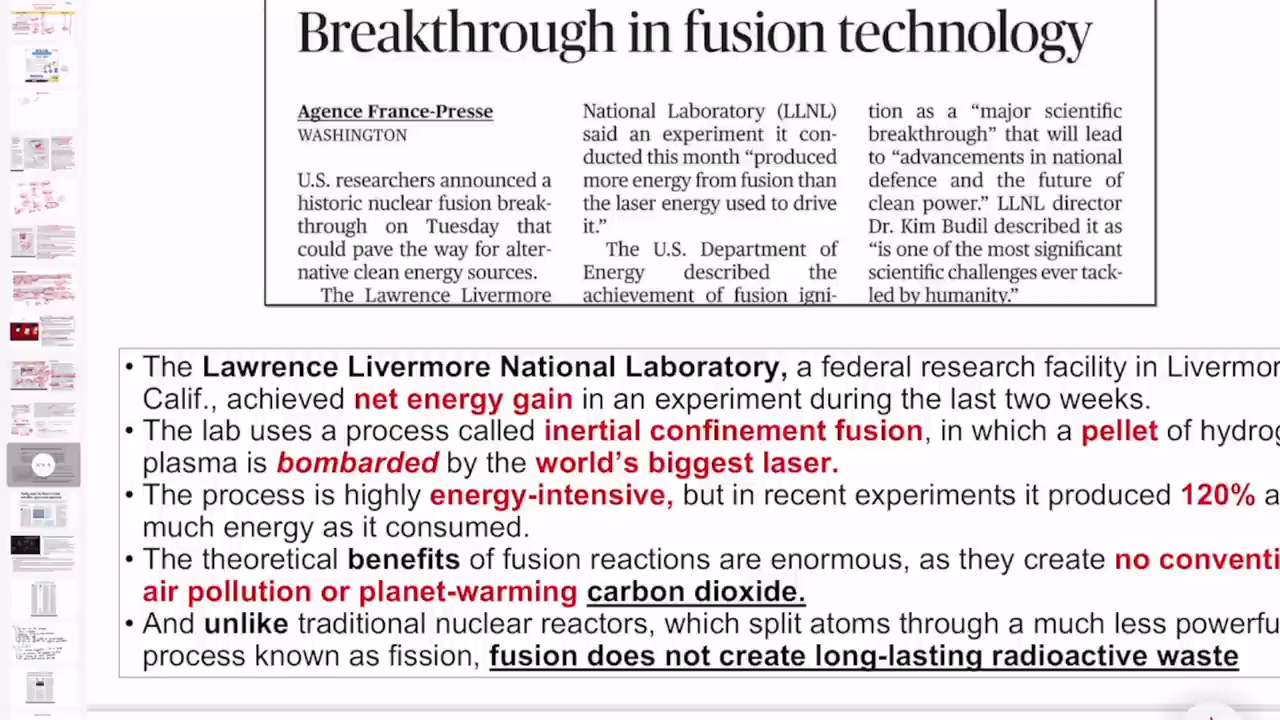 Breakthrough in fusion technology
Agence France-Presse
WASHINGTON
U.S. researchers announced a
historic nuclear fusion break-
through on Tuesday that
could pave the way for alter-
native clean energy sources.
The Lawrence Livermore
National Laboratory (LLNL)
said an experiment it con-
ducted this month “produced
more energy from fusion than
the laser energy used to drive
it.”
The U.S. Department of
Energy described the
achievement of fusion igni-
tion as a “major scientific
breakthrough” that will lead
to “advancements in national
defence and the future of
clean power.” LLNL director
Dr. Kim Budil described it as
“is one of the most significant
scientific challenges ever tack-
led by humanity.”
• The Lawrence Livermore National Laboratory, a federal research facility in Livermor
Calif., achieved net energy gain in an experiment during the last two weeks.
• The lab uses a process called inertial confinement fusion, in which a pellet of hydrog
plasma is bombarded by the world’s biggest laser.
• The process is highly energy-intensive, but in recent experiments it produced 120% a
much energy as it consumed.
• The theoretical benefits of fusion reactions are enormous, as they create no conventi
air pollution or planet-warming carbon dioxide.
• And unlike traditional nuclear reactors, which split atoms through a much less powerfu
process known as fission, fusion does not create long-lasting radioactive waste